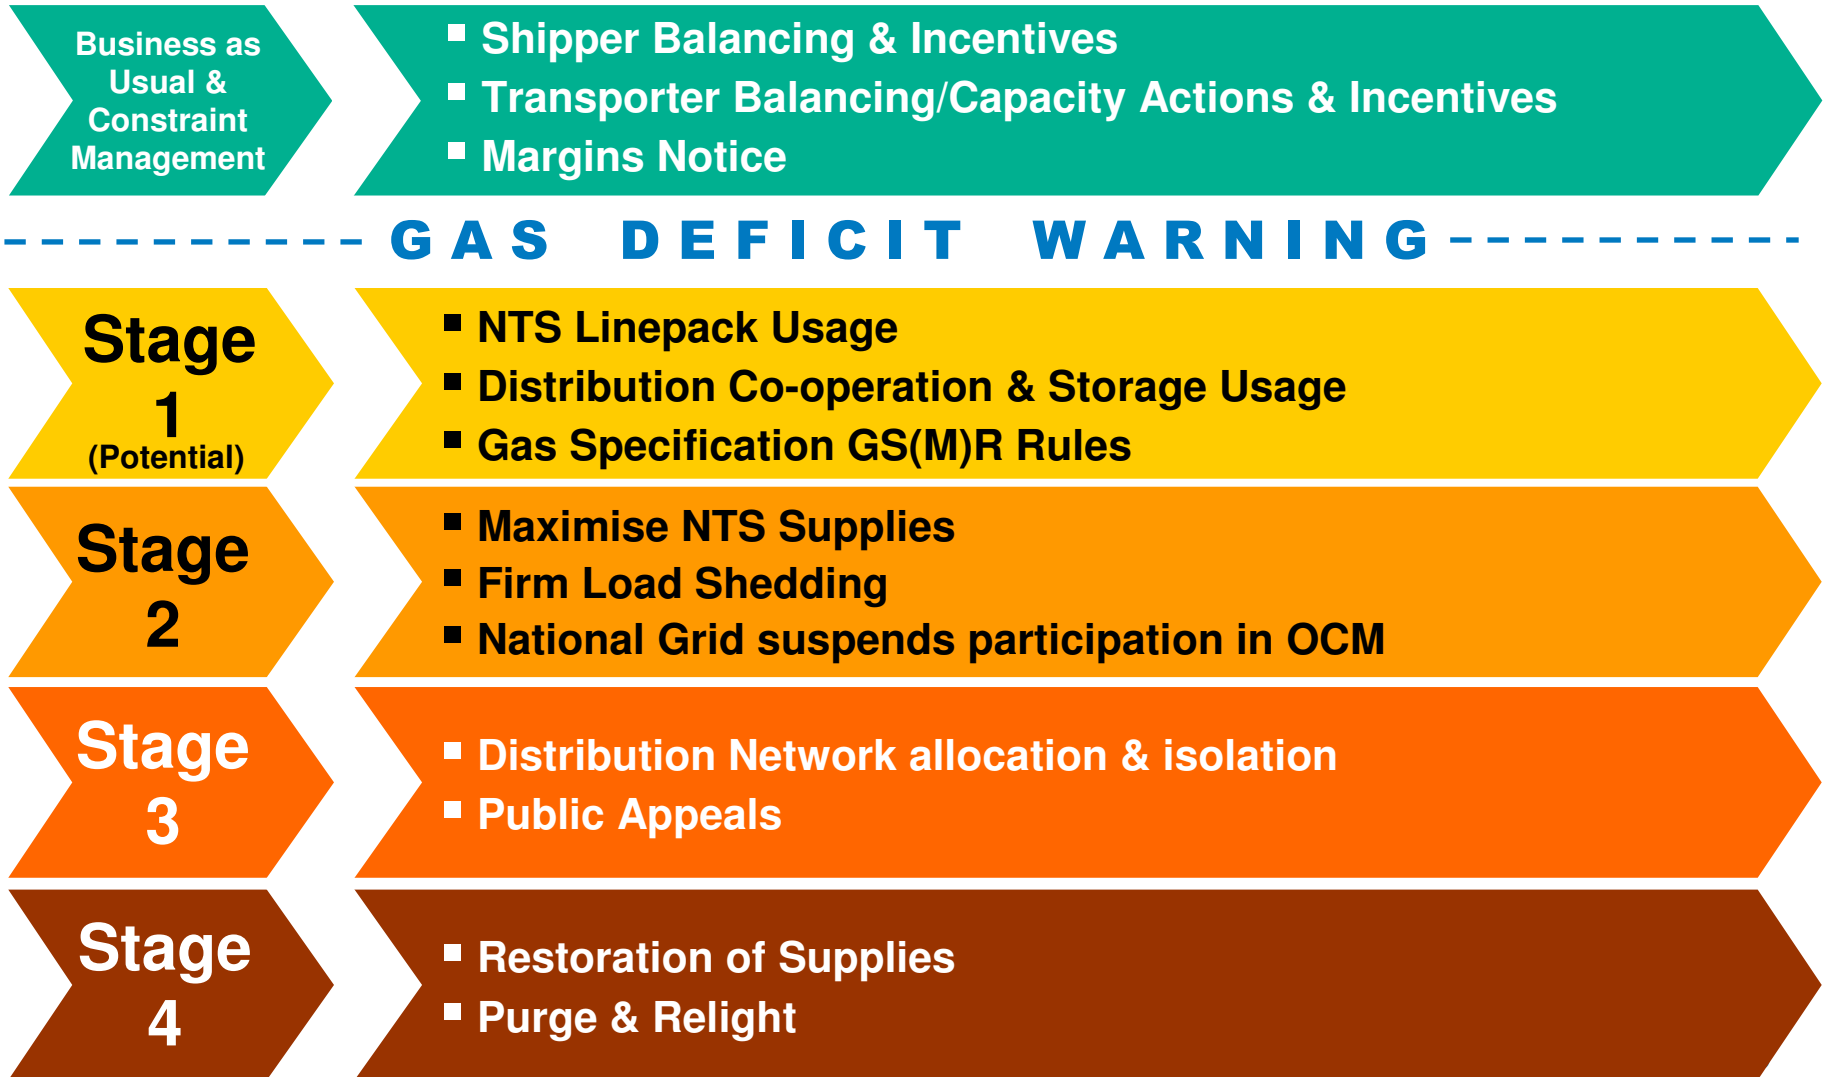 Business as
Usual &
Constraint
Management
Shipper Balancing & Incentives
Transporter Balancing/Capacity Actions & Incentives
Margins Notice
GAS DEFICIT WARNING
Stage
1
(Potential)
NTS Linepack Usage
Distribution Co-operation & Storage Usage
Gas Specification GS(M)R Rules
Stage
2
Maximise NTS Supplies
Firm Load Shedding
National Grid suspends participation in OCM
Stage
3
Distribution Network allocation & isolation
Public Appeals
Stage
4
Restoration of Supplies
Purge & Relight